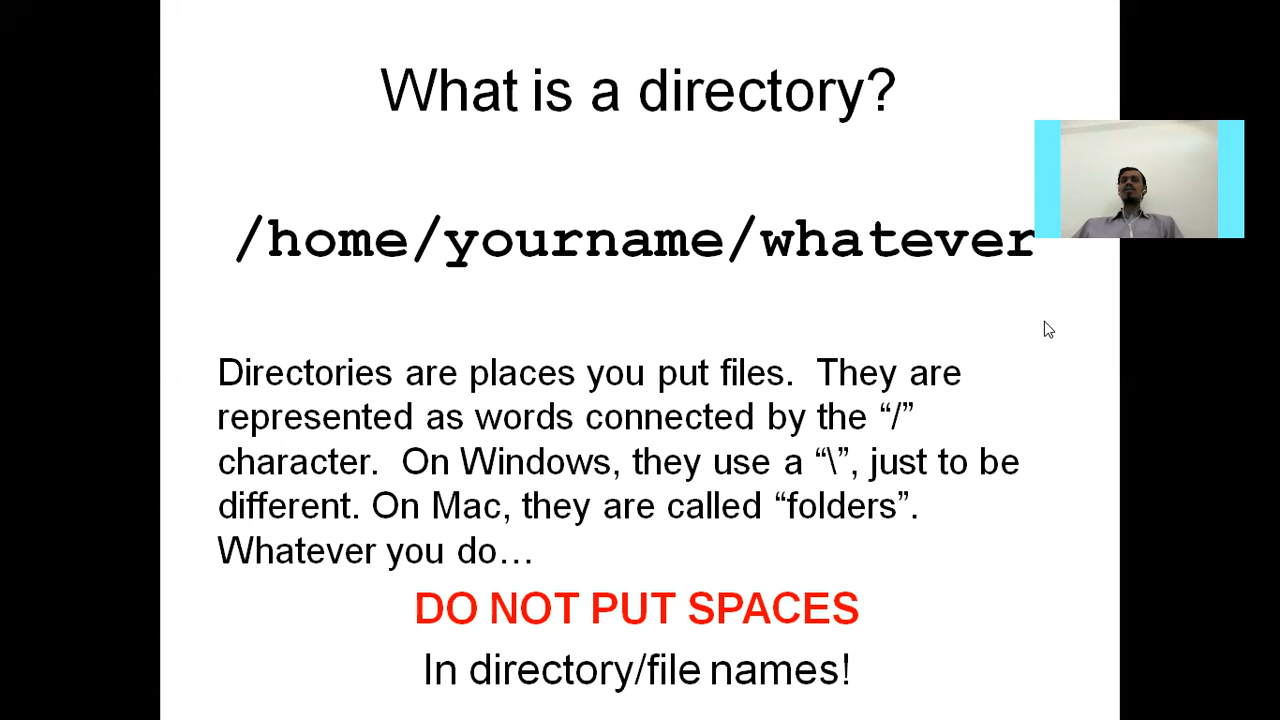 What is a directory?
/home/yourname/whatever
Directories are places you put files.  They are
represented as words connected by the “/”
character.  On Windows, they use a “\”, just to be
different. On Mac, they are called “folders”.
Whatever you do…
DO NOT PUT SPACES
In directory/file names!